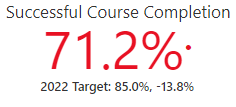 Successful Course Completion
71.2%
2022 Target: 85.0%, -13.8%